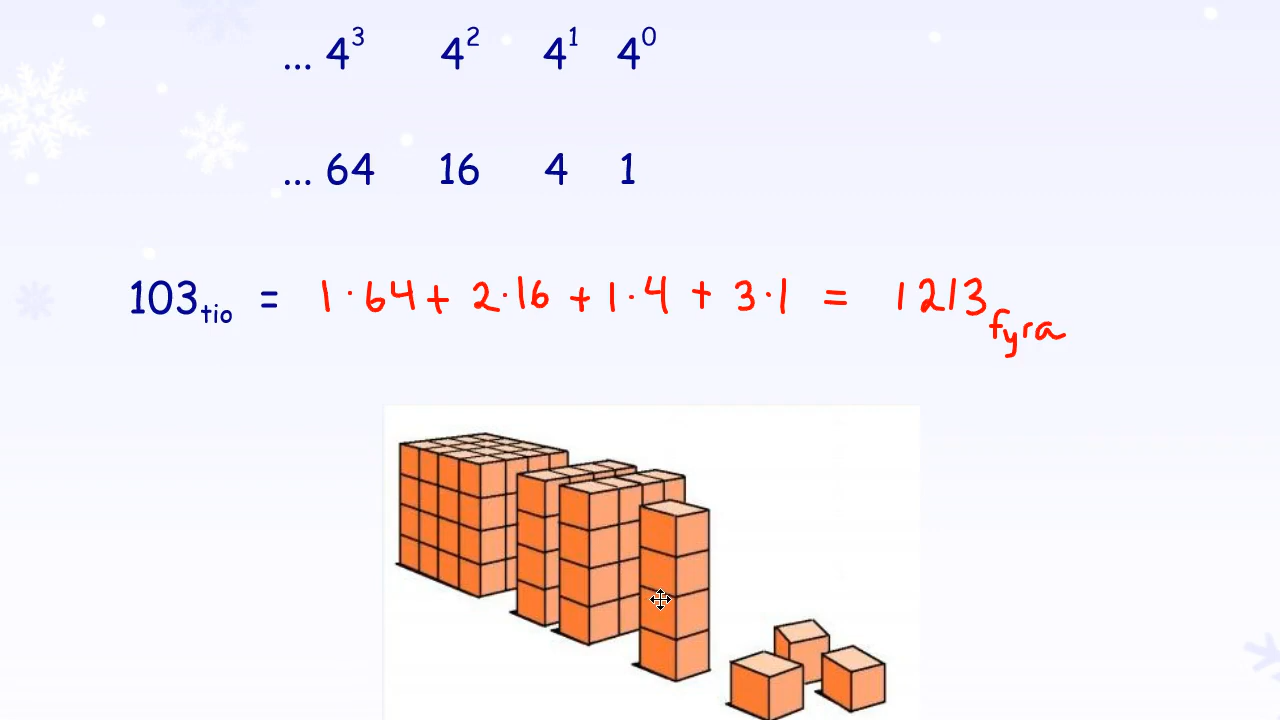 ... 4³ 4² 4¹ 4⁰
... 64 16 4 1
103tio = 1·64 + 2·16 + 1·4 + 3·1 = 1213fyra